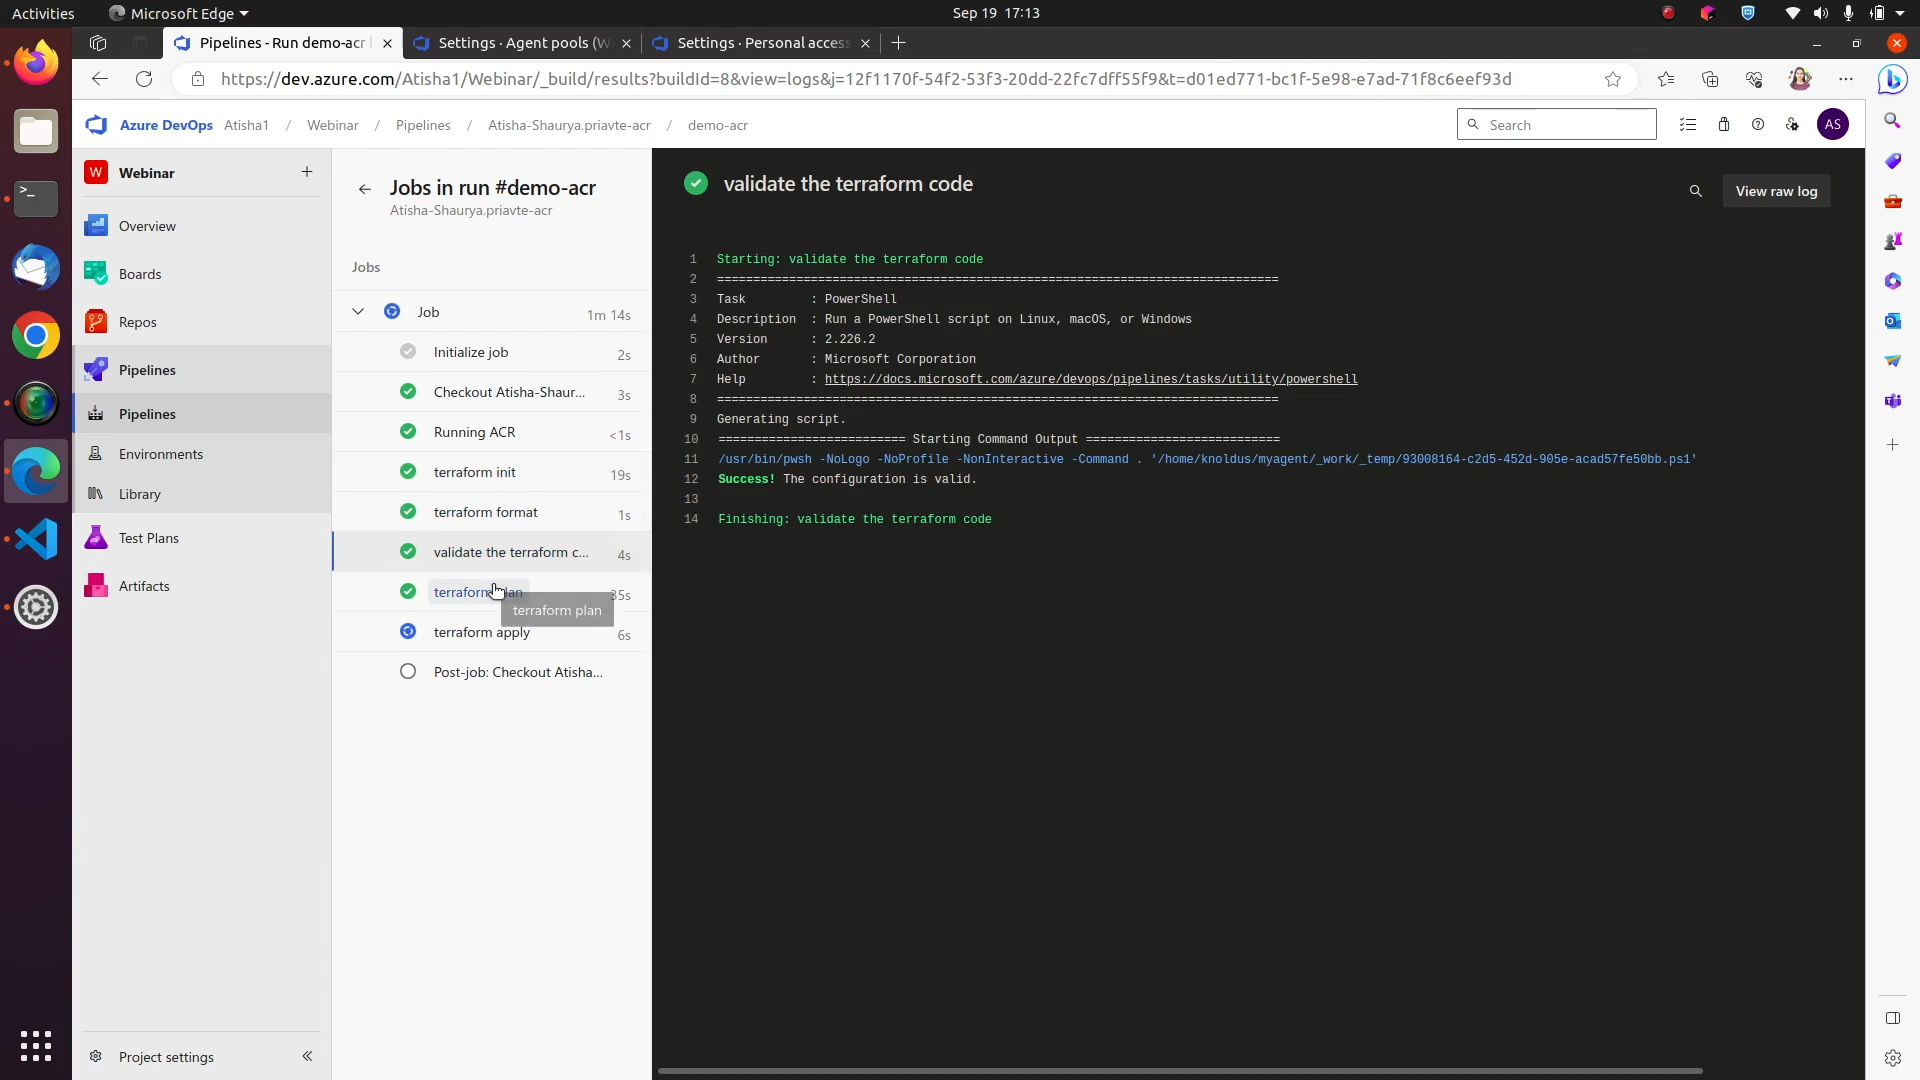 Activities
Microsoft Edge
Sep 19 17:13
Pipelines - Run demo-acr
Settings · Agent pools (W
Settings · Personal access
https://dev.azure.com/Atisha1/Webinar/_build/results?buildId=8&view=logs&j=12f1170f-54f2-53f3-20dd-22fc7dff55f9&t=d01ed771-bc1f-5e98-e7ad-71f8c6eef93d
Azure DevOps
Atisha1 / Webinar / Pipelines / Atisha-Shaurya.priavte-acr / demo-acr
Search
AS
W
Webinar
Overview
Boards
Repos
Pipelines
Pipelines
Environments
Library
Test Plans
Artifacts
Project settings
Jobs in run #demo-acr
Atisha-Shaurya.priavte-acr
Jobs
Job 1m 14s
Initialize job 2s
Checkout Atisha-Shaur... 3s
Running ACR <1s
terraform init 19s
terraform format 1s
validate the terraform c... 4s
terraform plan 35s
terraform plan
terraform apply 6s
Post-job: Checkout Atisha...
validate the terraform code
View raw log
1 Starting: validate the terraform code
2 ==============================================================================
3 Task : PowerShell
4 Description : Run a PowerShell script on Linux, macOS, or Windows
5 Version : 2.226.2
6 Author : Microsoft Corporation
7 Help : https://docs.microsoft.com/azure/devops/pipelines/tasks/utility/powershell
8 ==============================================================================
9 Generating script.
10 ========================== Starting Command Output ===========================
11 /usr/bin/pwsh -NoLogo -NoProfile -NonInteractive -Command . '/home/knoldus/myagent/_work/_temp/93008164-c2d5-452d-905e-acad57fe50bb.ps1'
12 Success! The configuration is valid.
13
14 Finishing: validate the terraform code